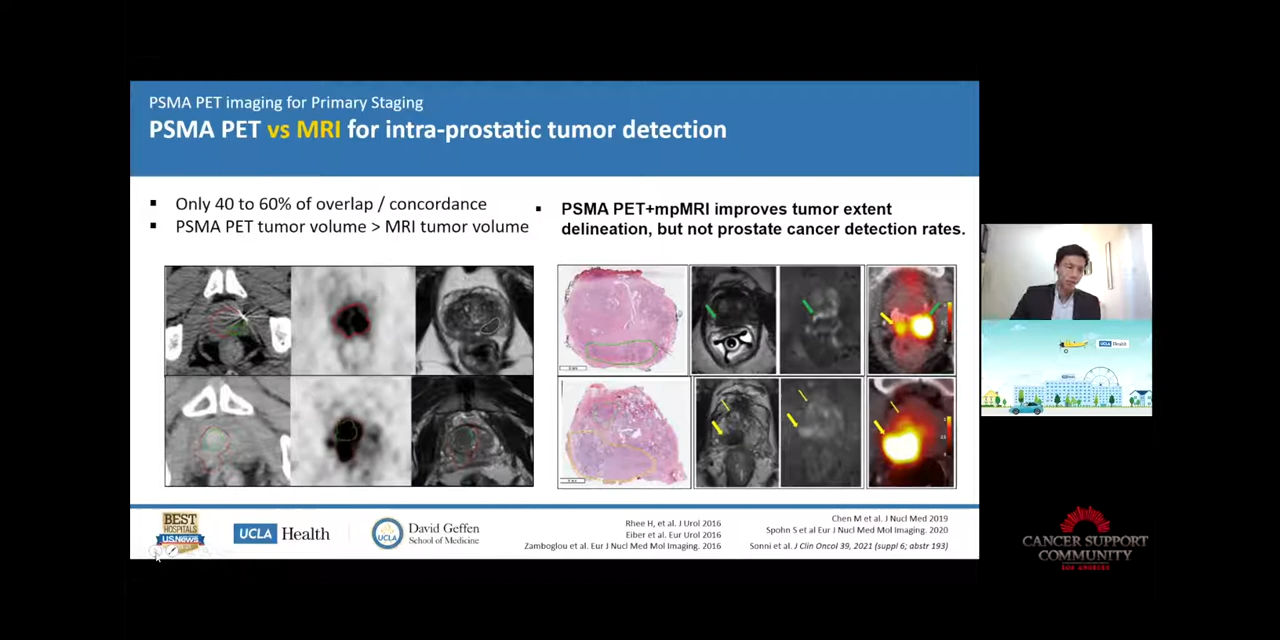 PSMA PET imaging for Primary Staging
PSMA PET vs MRI for intra-prostatic tumor detection
▪ Only 40 to 60% of overlap / concordance
▪ PSMA PET tumor volume > MRI tumor volume
▪ PSMA PET+mpMRI improves tumor extent
delineation, but not prostate cancer detection rates.
BEST
HOSPITALS
U.S.News
UCLA Health
UCLA
David Geffen
School of Medicine
Rhee H, et al. J Urol 2016
Eiber et al. Eur Urol 2016
Zamboglou et al. Eur J Nucl Med Mol Imaging. 2016
Chen M et al. J Nucl Med 2019
Spohn S et al Eur J Nucl Med Mol Imaging. 2020
Sonni et al. J Clin Oncol 39, 2021 (suppl 6; abstr 193)
UCLA Health
CANCER SUPPORT
COMMUNITY
LOS ANGELES